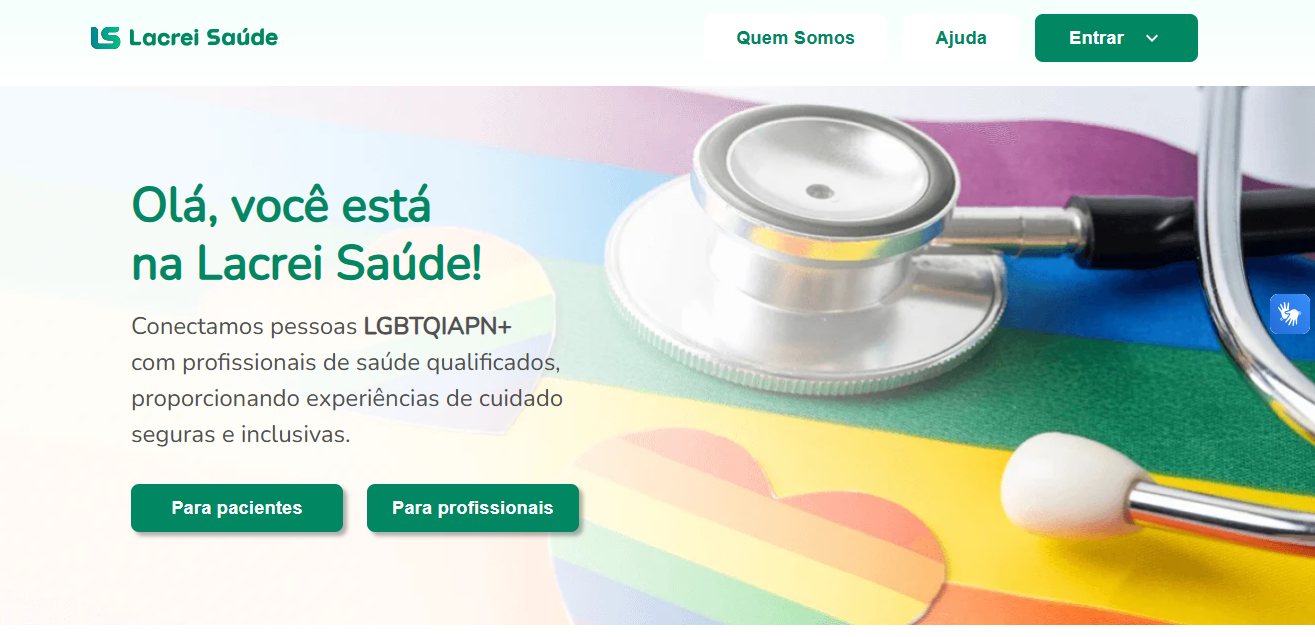 Lacrei Saúde
Quem Somos
Ajuda
Entrar
Olá, você está
na Lacrei Saúde!
Conectamos pessoas LGBTQIAPN+
com profissionais de saúde qualificados,
proporcionando experiências de cuidado
seguras e inclusivas.
Para pacientes
Para profissionais